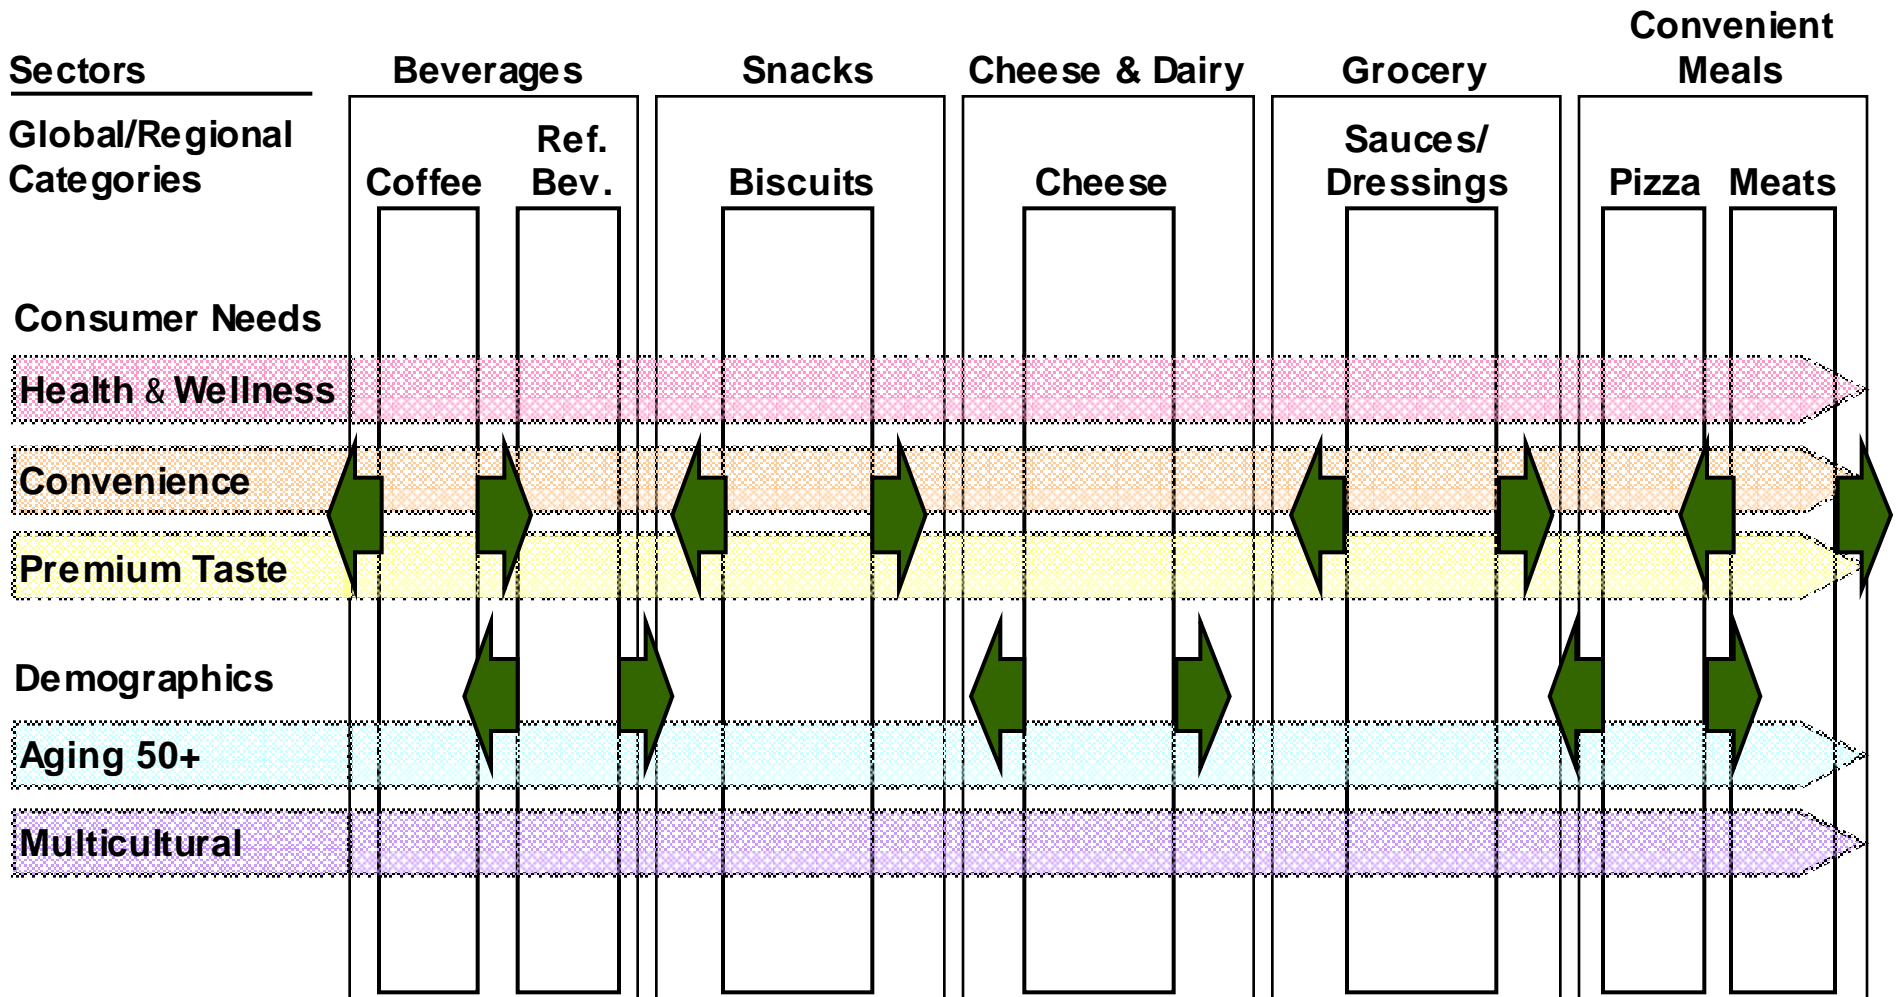 Convenient
Sectors Beverages Snacks Cheese & Dairy Grocery Meals
Global/Regional Ref. Sauces/
Categories Coffee Bev. Biscuits Cheese Dressings Pizza Meats
Consumer Needs
Health & Wellness
Convenience
Premium Taste
Demographics
Aging 50+
Multicultural